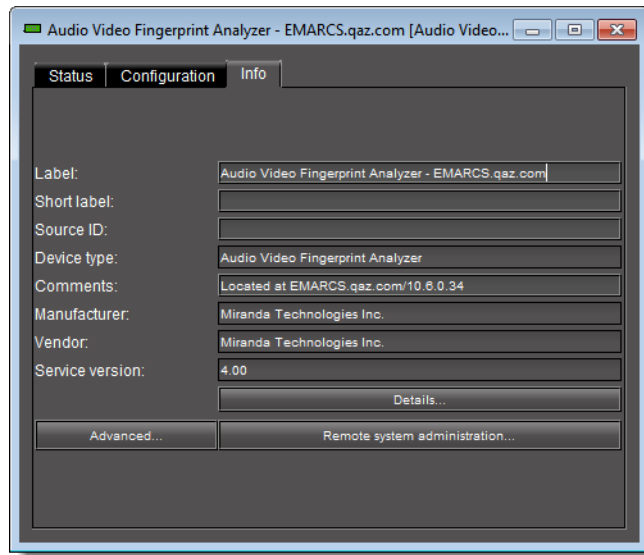 Audio Video Fingerprint Analyzer - EMARCS.qaz.com [Audio Video...
Status Configuration Info
Label: Audio Video Fingerprint Analyzer - EMARCS.qaz.com
Short label:
Source ID:
Device type: Audio Video Fingerprint Analyzer
Comments: Located at EMARCS.qaz.com/10.6.0.34
Manufacturer: Miranda Technologies Inc.
Vendor: Miranda Technologies Inc.
Service version: 4.00
Details...
Advanced... Remote system administration...